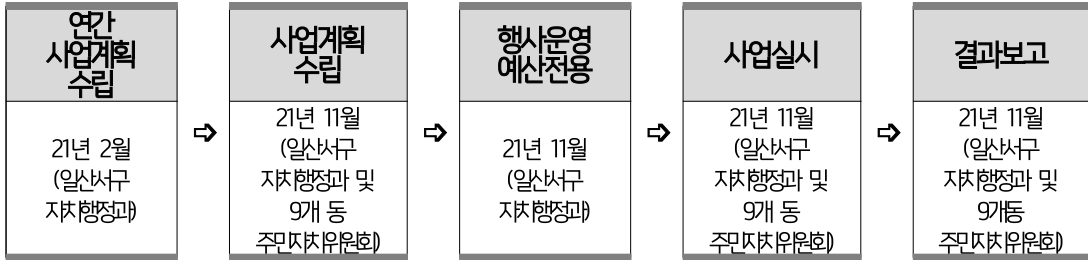 연간
사업계획
수립
21년 2월
(일산서구
자치행정과)
⇨
사업계획
수립
21년 11월
(일산서구
자치행정과 및
9개 동
주민자치위원회)
⇨
행사운영
예산전용
21년 11월
(일산서구
자치행정과)
⇨
사업실시
21년 11월
(일산서구
자치행정과 및
9개 동
주민자치위원회)
⇨
결과보고
21년 11월
(일산서구
자치행정과 및
9개동
주민자치위원회)